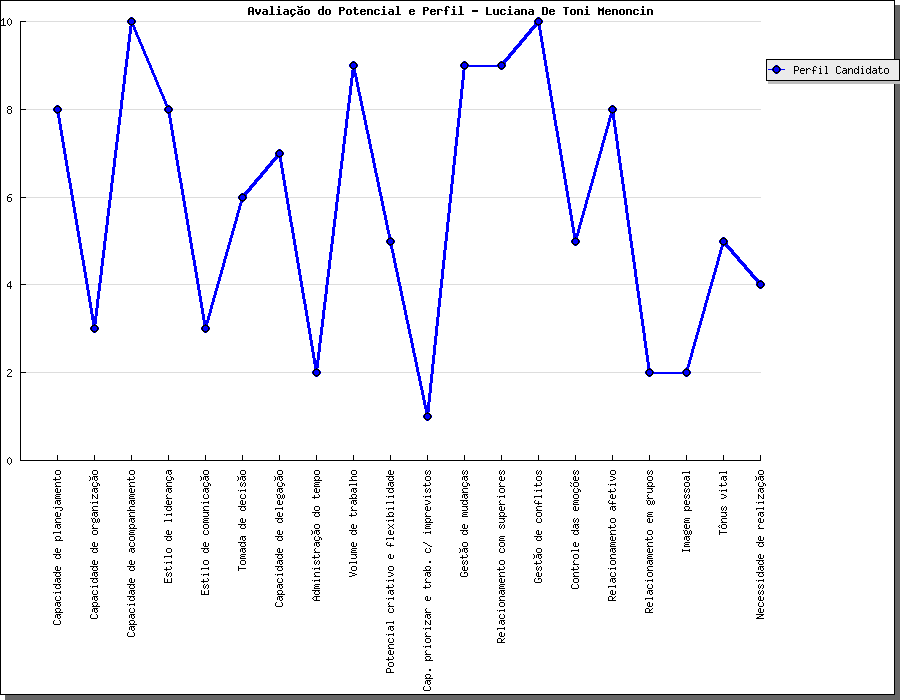 Avaliação do Potencial e Perfil - Luciana De Toni Menoncin
Perfil Candidato
10
8
6
4
2
0
Capacidade de planejamento
Capacidade de organização
Capacidade de acompanhamento
Estilo de liderança
Estilo de comunicação
Tomada de decisão
Capacidade de delegação
Administração do tempo
Volume de trabalho
Potencial criativo e flexibilidade
Cap. priorizar e trab. c/ imprevistos
Gestão de mudanças
Relacionamento com superiores
Gestão de conflitos
Controle das emoções
Relacionamento afetivo
Relacionamento em grupos
Imagem pessoal
Tônus vital
Necessidade de realização